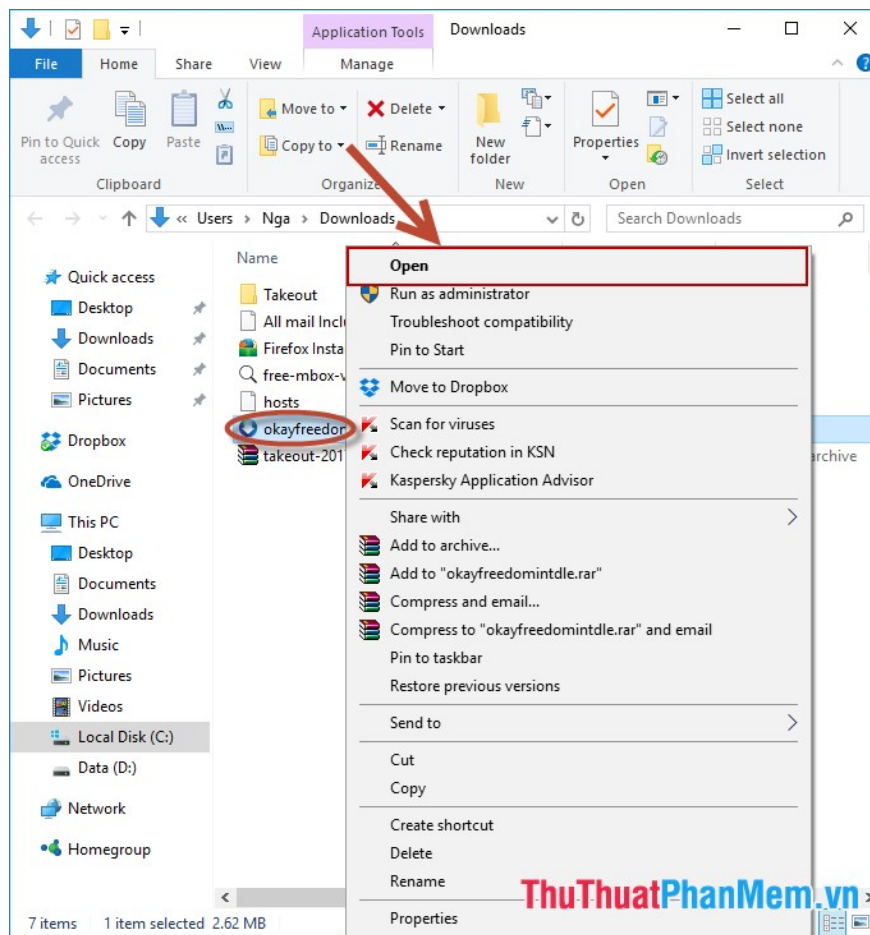 Application Tools Downloads
File Home Share View Manage
Pin to Quick access
Copy
Paste
Move to
Copy to
Delete
Rename
New folder
Properties
Select all
Select none
Invert selection
Clipboard Organize New Open Select
« Users > Nga > Downloads
Search Downloads
Quick access
Desktop
Downloads
Documents
Pictures
Dropbox
OneDrive
This PC
Desktop
Documents
Downloads
Music
Pictures
Videos
Local Disk (C:)
Data (D:)
Network
Homegroup
Name
Takeout
All mail Incl
Firefox Insta
free-mbox-v
hosts
okayfreedom
takeout-201
archive
Open
Run as administrator
Troubleshoot compatibility
Pin to Start
Move to Dropbox
Scan for viruses
Check reputation in KSN
Kaspersky Application Advisor
Share with
Add to archive...
Add to "okayfreedomintdle.rar"
Compress and email...
Compress to "okayfreedomintdle.rar" and email
Pin to taskbar
Restore previous versions
Send to
Cut
Copy
Create shortcut
Delete
Rename
Properties
ThuThuatPhanMem.vn
7 items 1 item selected 2.62 MB